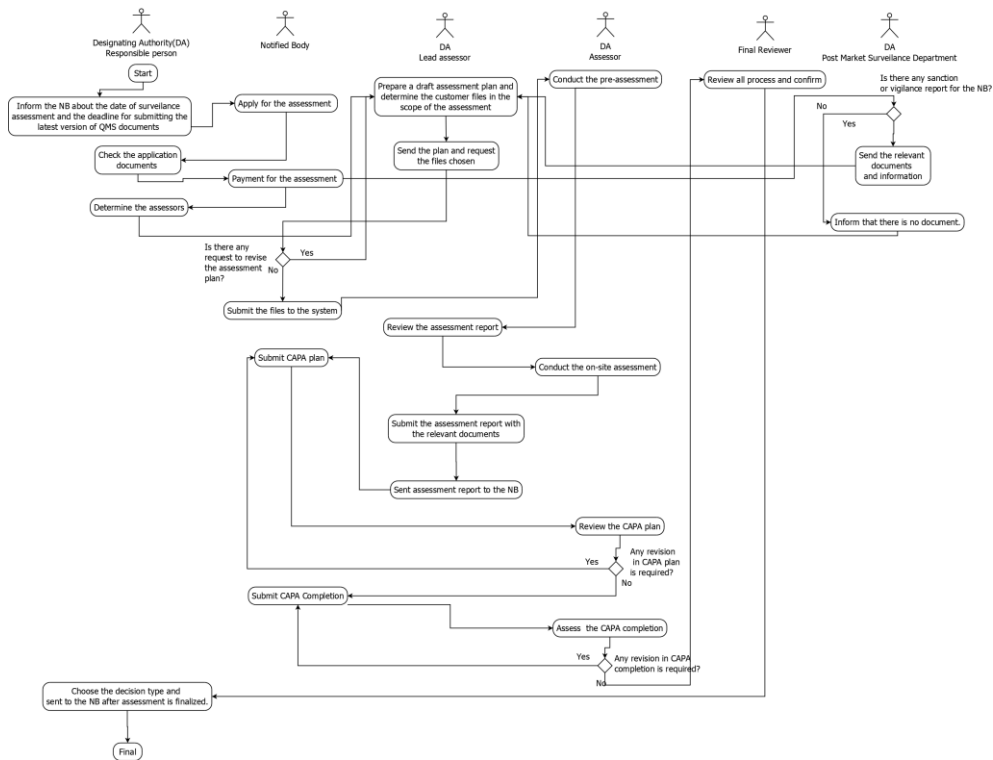 Designating Authority(DA)
Responsible person
Notified Body
DA
Lead assessor
DA
Assessor
Final Reviewer
DA
Post Market Surveilance Department)
Start
Inform the NB about the date of surveilance
assessment and the deadline for submitting the
latest version of QMS documents
Apply for the assessment
Prepare a draft assessment plan and
determine the customer files in the
scope of the assessment
Conduct the pre-assessment
Review all process and confirm
Is there any sanction
or vigilance report for the NB?
No
Yes
Check the application
documents
Send the plan and request
the files chosen
Send the relevant
documents
and information
Payment for the assessment
Determine the assessors
Inform that there is no document.
Is there any
request to revise
the assessment
plan?
Yes
No
Submit the files to the system
Review the assessment report
Submit CAPA plan
Conduct the on-site assessment
Submit the assessment report with
the relevant documents
Sent assessment report to the NB
Review the CAPA plan
Yes
Any revision
in CAPA plan
is required?
No
Submit CAPA Completion
Assess the CAPA completion
Yes
Any revision in CAPA
completion is required?
No
Choose the decision type and
sent to the NB after assessment is finalized.
Final